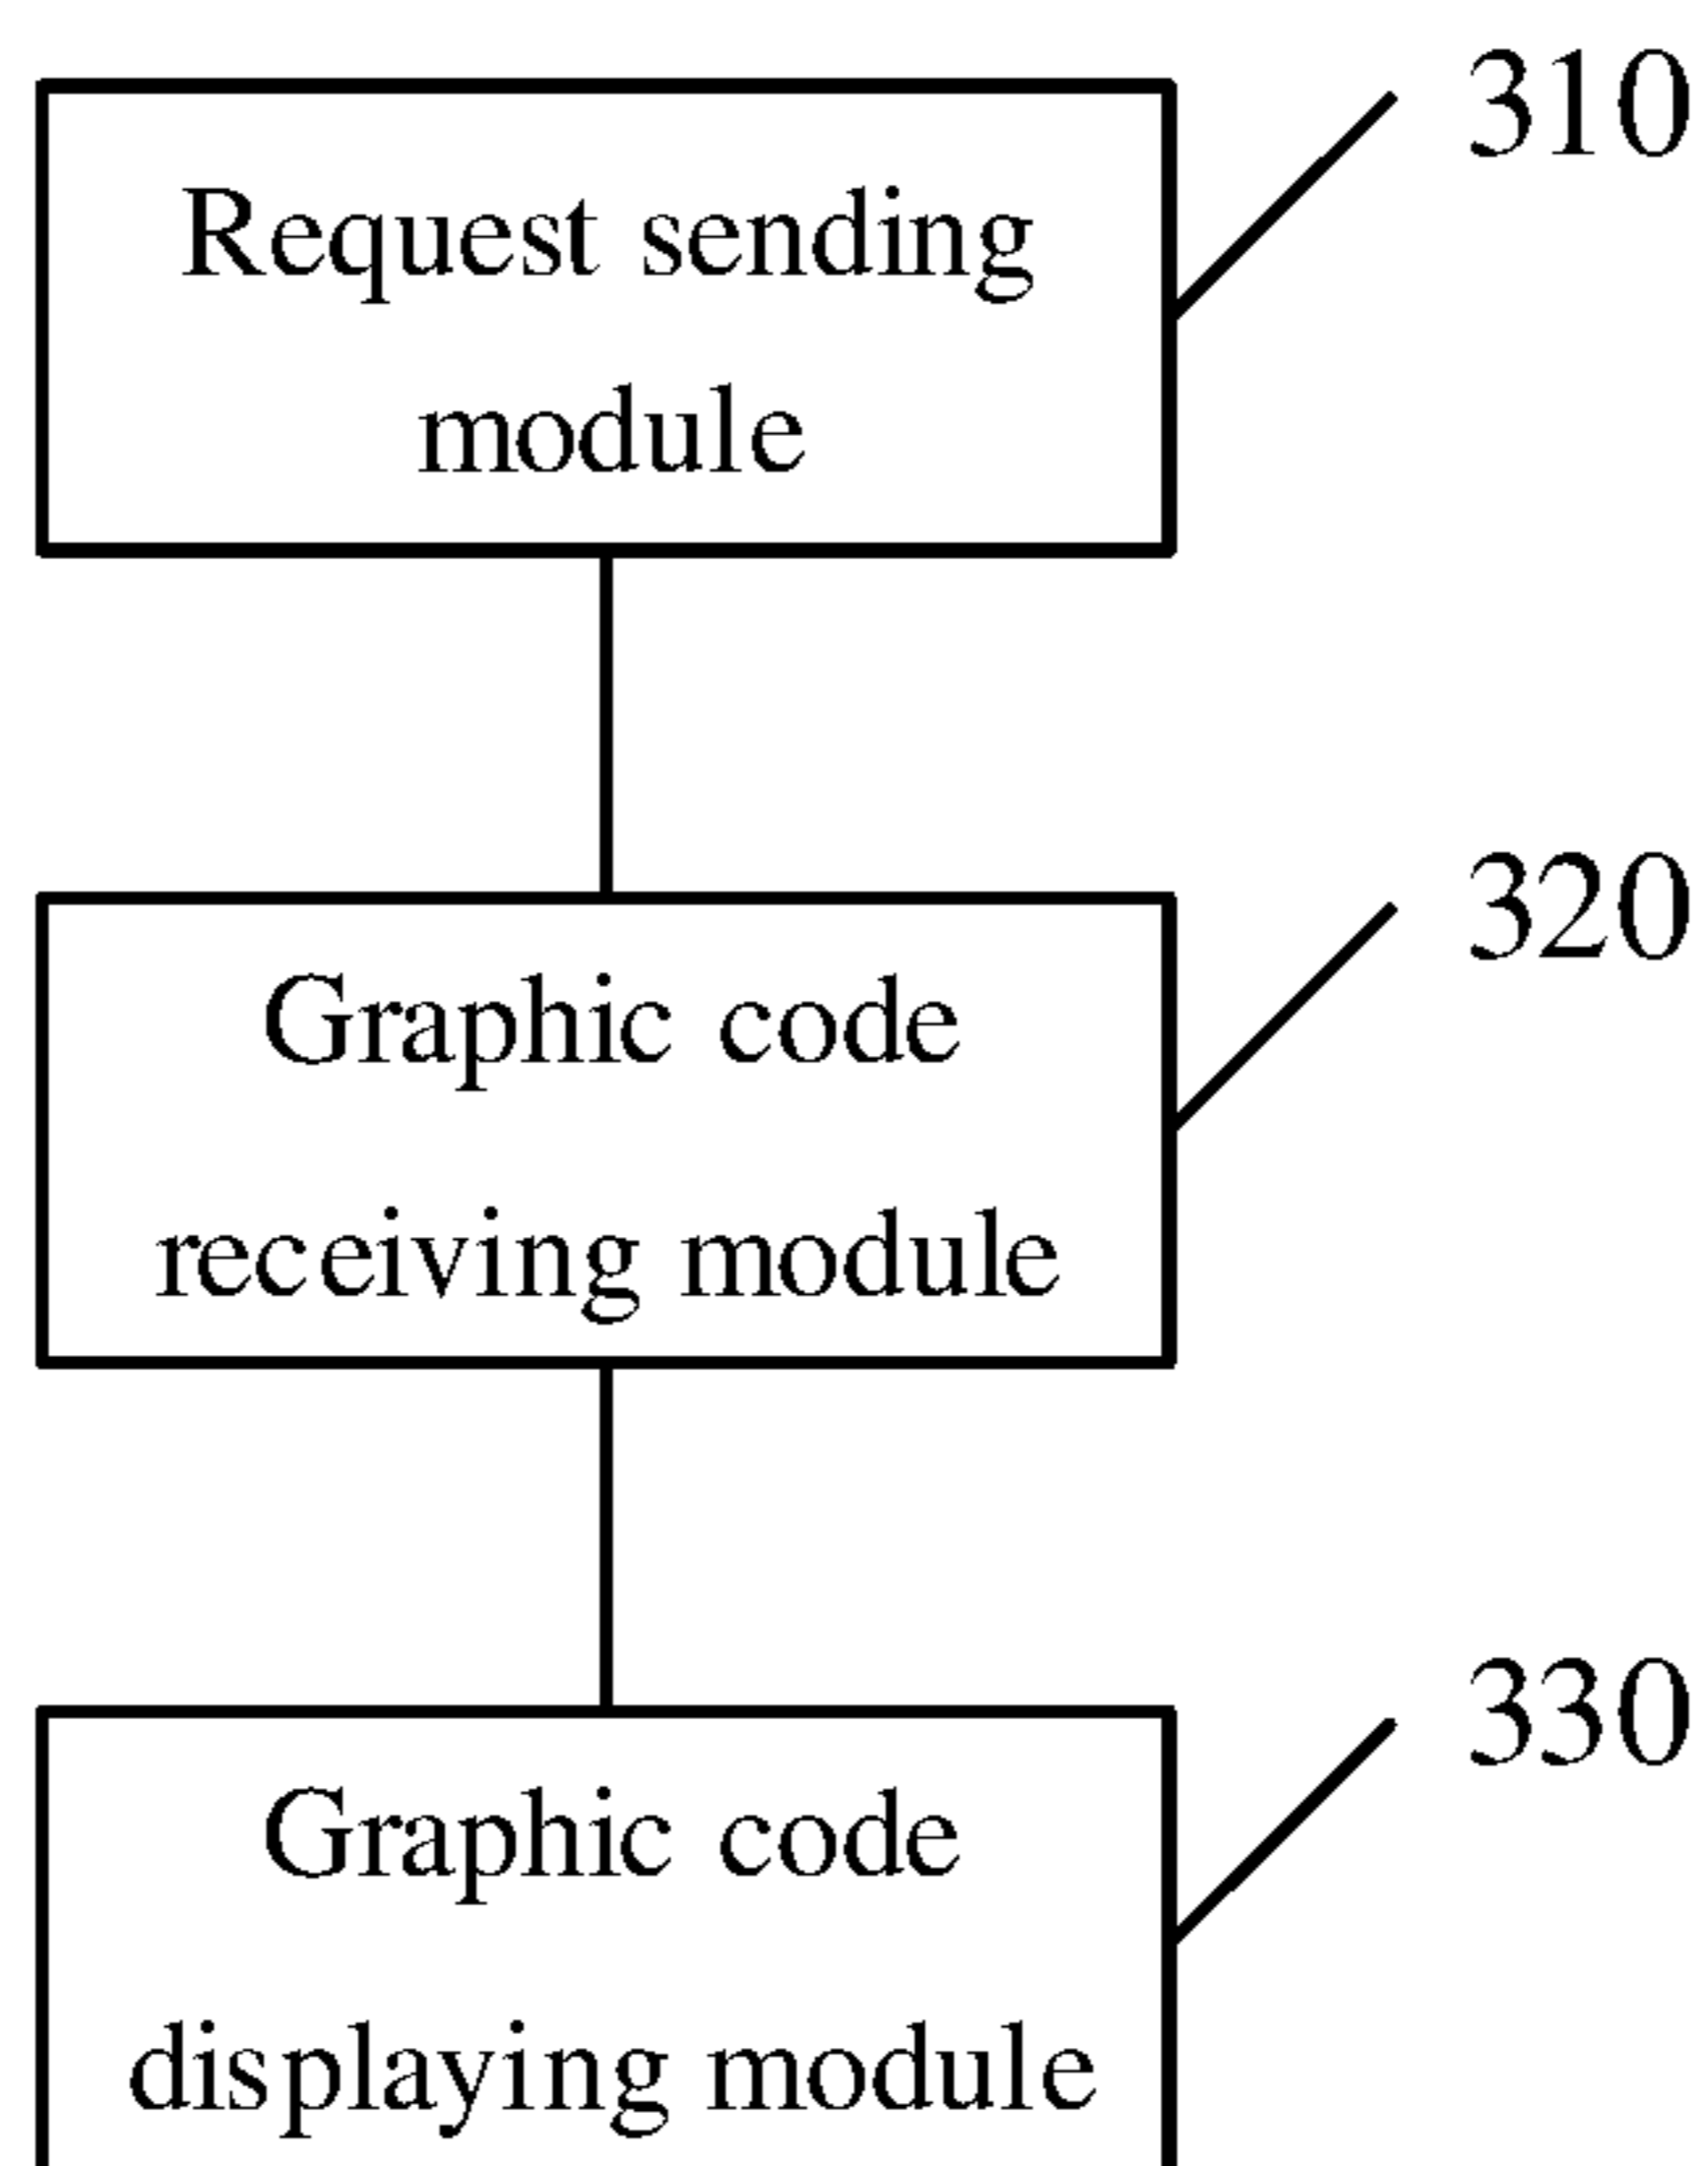 310
Request sending
module
320
Graphic code
receiving module
330
Graphic code
displaying module